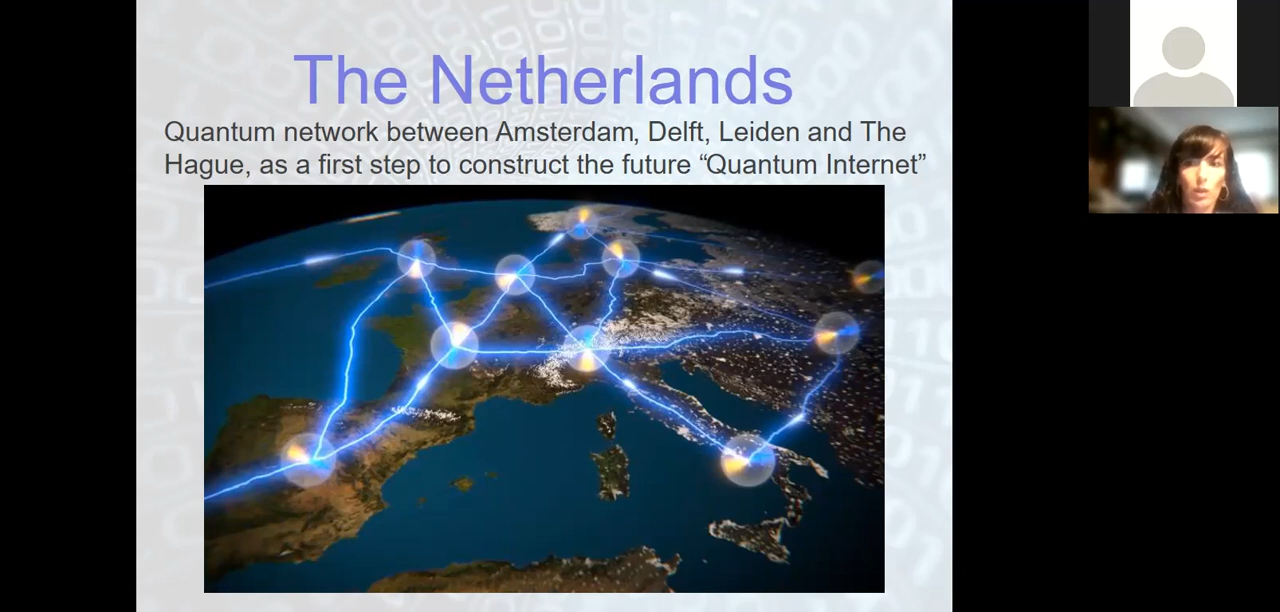 The Netherlands
Quantum network between Amsterdam, Delft, Leiden and The
Hague, as a first step to construct the future “Quantum Internet”